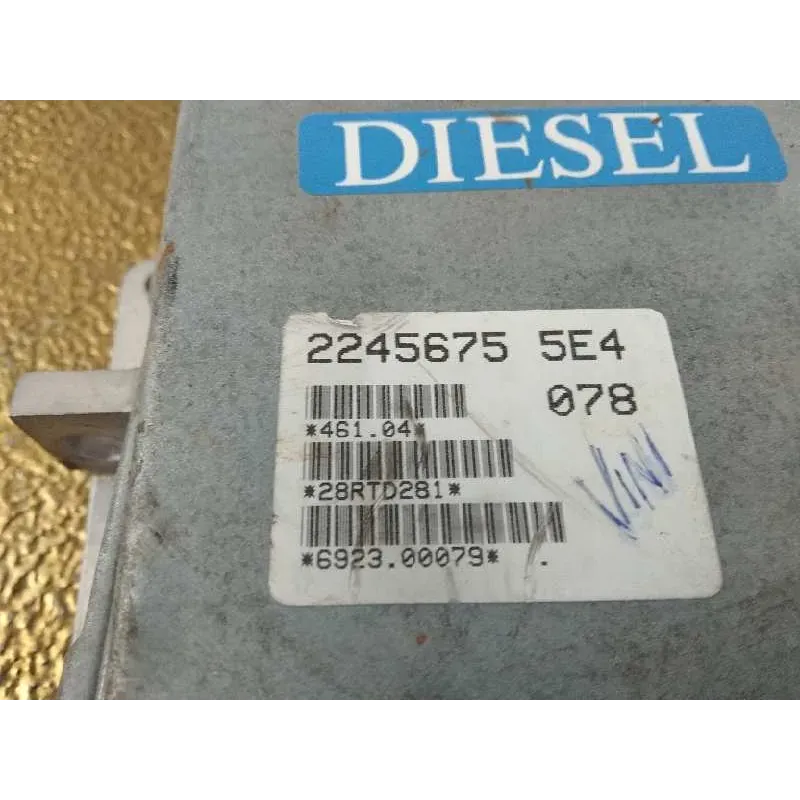 DIESEL
2245675 5E4
078
*461.04*
*28RTD281*
*6923.00079* .